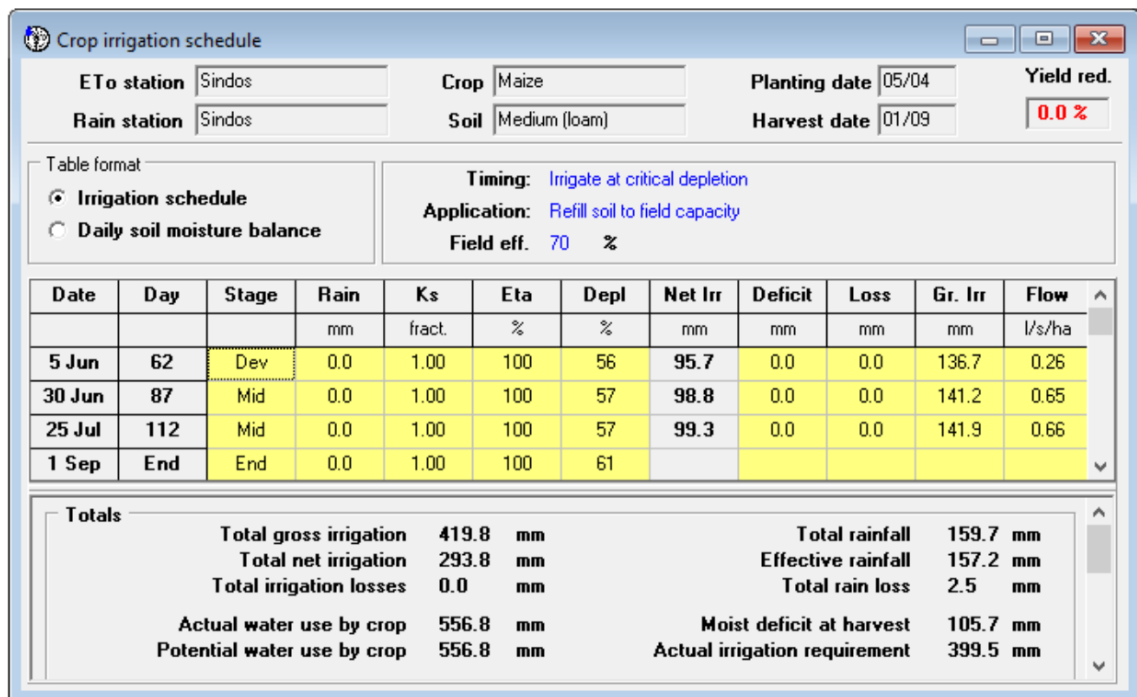 Crop irrigation schedule
ETo station Sindos Crop Maize Planting date 05/04 Yield red.
Rain station Sindos Soil Medium (loam) Harvest date 01/09 0.0 %
Table format
Irrigation schedule
Daily soil moisture balance
Timing: Irrigate at critical depletion
Application: Refill soil to field capacity
Field eff. 70 %
Date Day Stage Rain Ks Eta Depl Net Irr Deficit Loss Gr. Irr Flow
mm fract. % % mm mm mm mm l/s/ha
5 Jun 62 Dev 0.0 1.00 100 56 95.7 0.0 0.0 136.7 0.26
30 Jun 87 Mid 0.0 1.00 100 57 98.8 0.0 0.0 141.2 0.65
25 Jul 112 Mid 0.0 1.00 100 57 99.3 0.0 0.0 141.9 0.66
1 Sep End End 0.0 1.00 100 61
Totals
Total gross irrigation 419.8 mm Total rainfall 159.7 mm
Total net irrigation 293.8 mm Effective rainfall 157.2 mm
Total irrigation losses 0.0 mm Total rain loss 2.5 mm
Actual water use by crop 556.8 mm Moist deficit at harvest 105.7 mm
Potential water use by crop 556.8 mm Actual irrigation requirement 399.5 mm